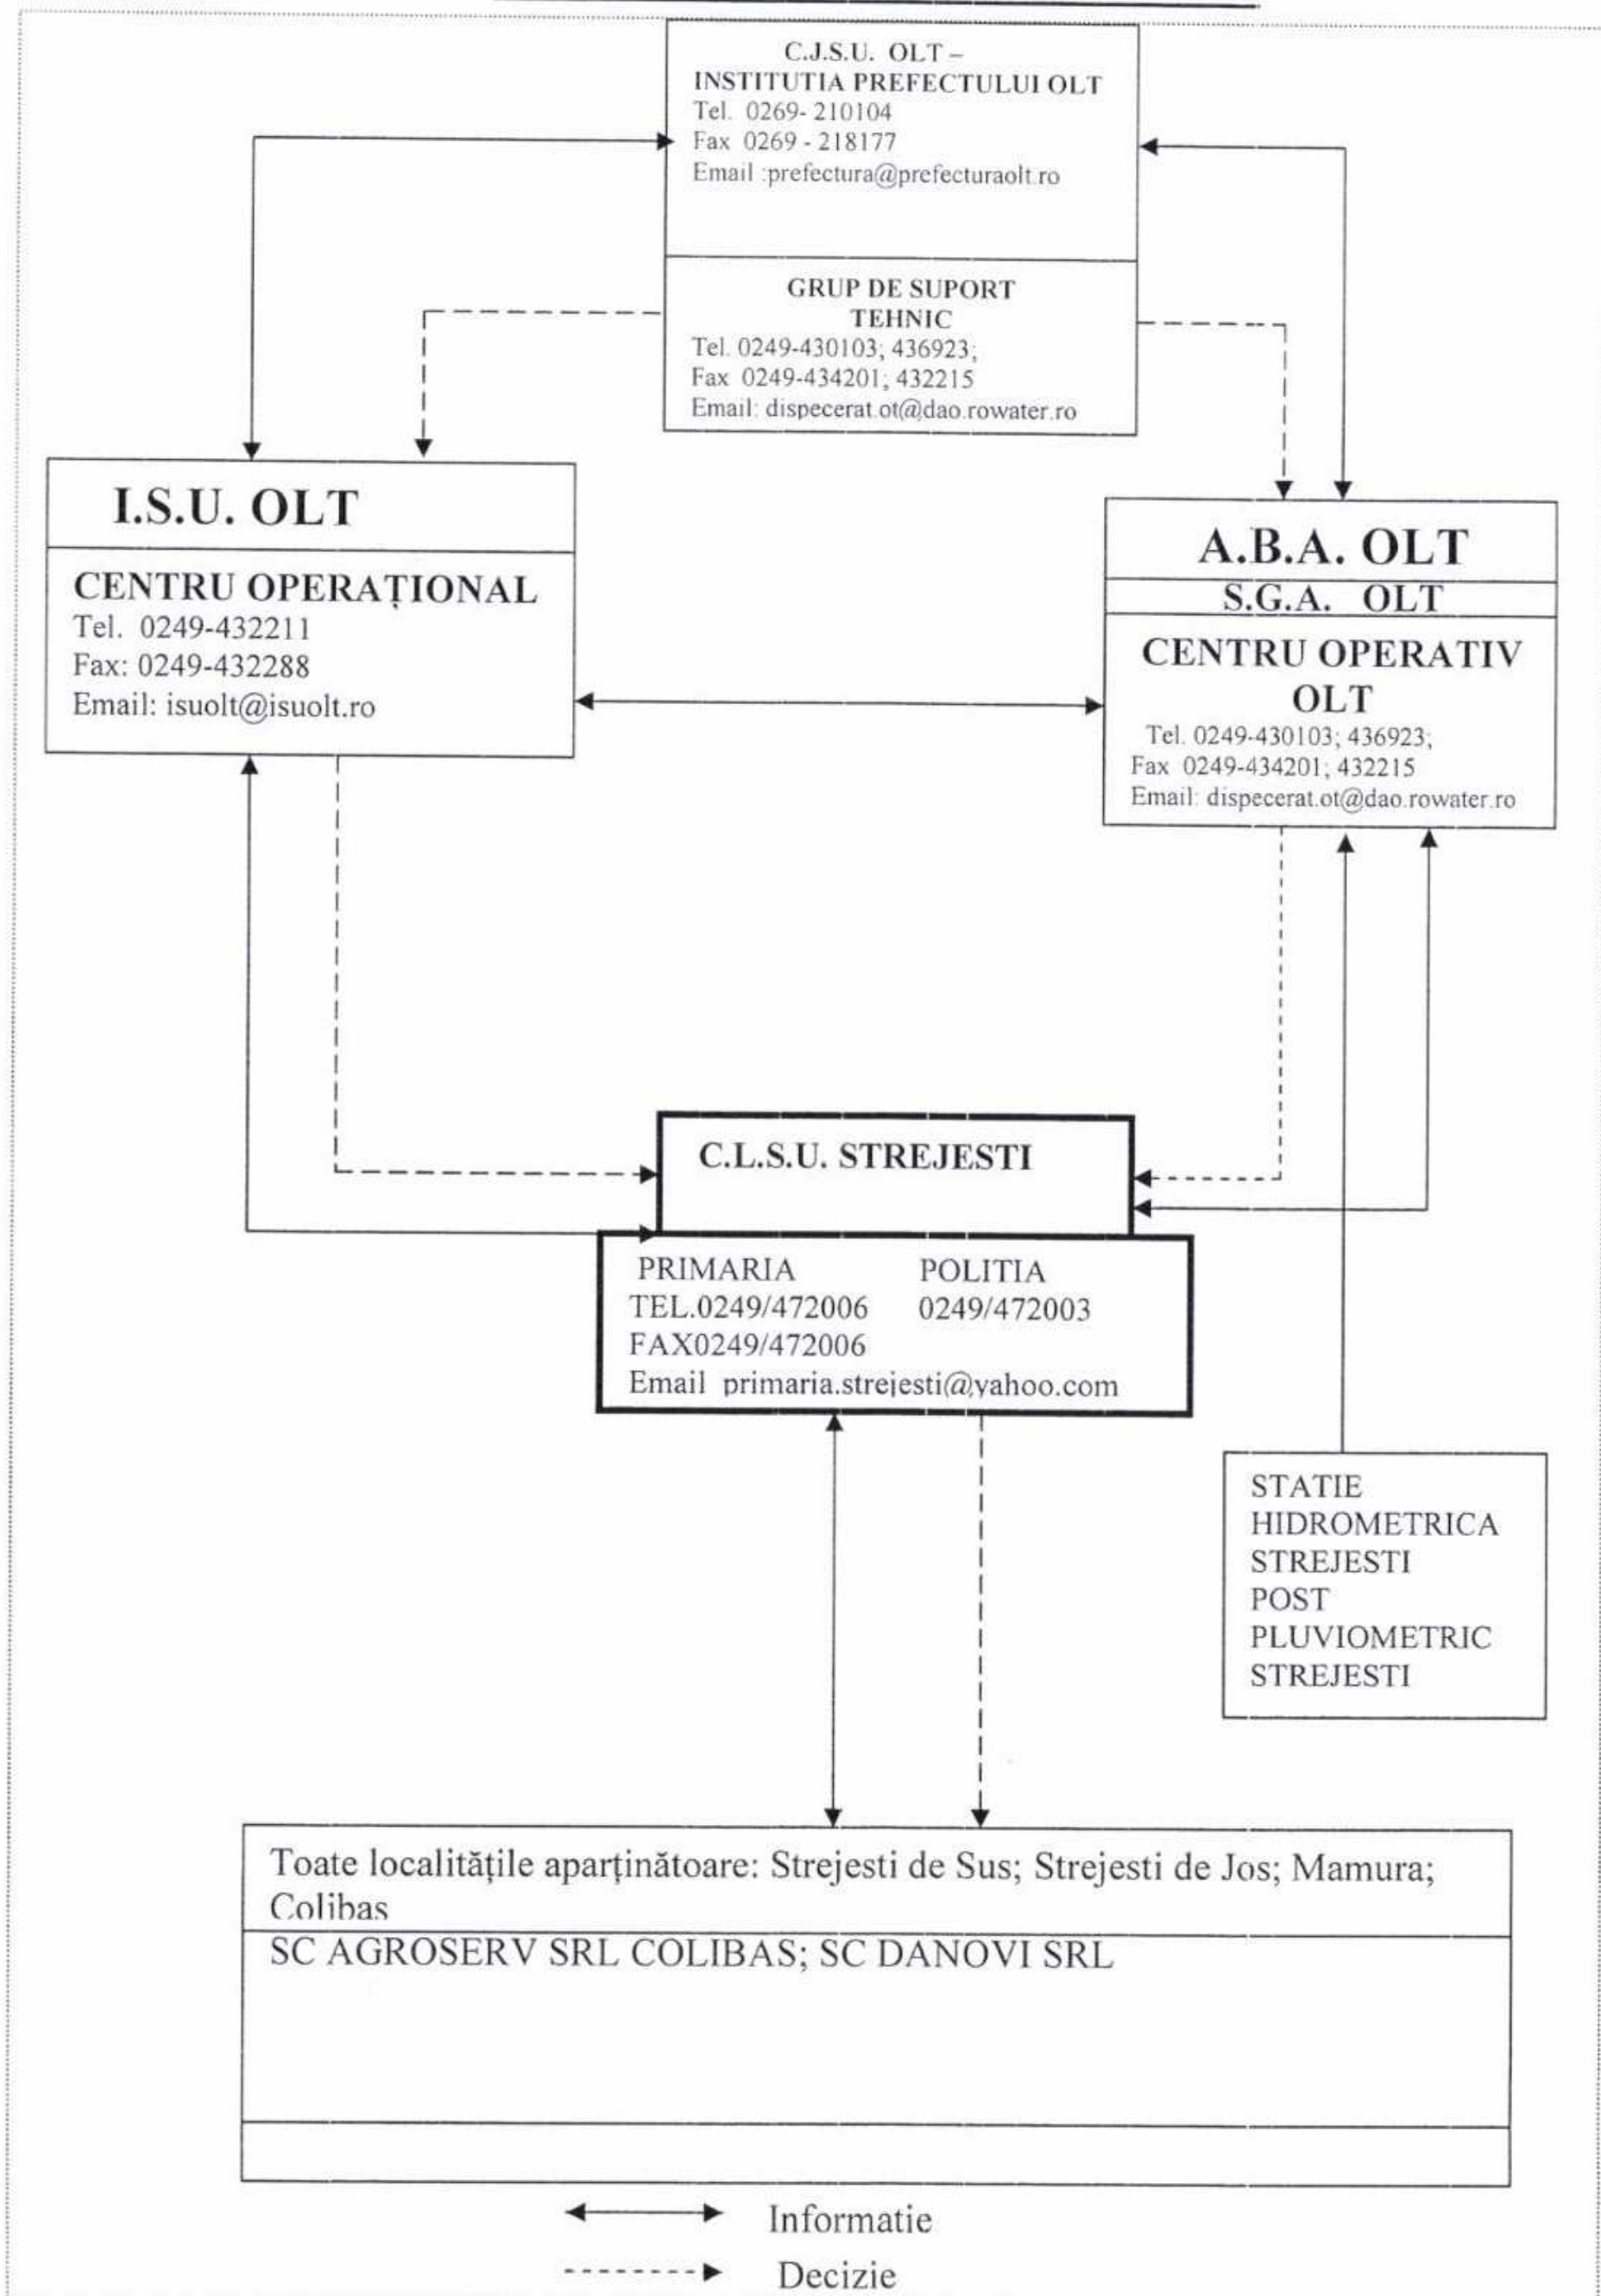 C.J.S.U. OLT –
INSTITUTIA PREFECTULUI OLT
Tel. 0269- 210104
Fax 0269 - 218177
Email :prefectura@prefecturaolt.ro
GRUP DE SUPORT
TEHNIC
Tel. 0249-430103; 436923;
Fax 0249-434201; 432215
Email: dispecerat.ot@dao.rowater.ro
I.S.U. OLT
CENTRU OPERAȚIONAL
Tel. 0249-432211
Fax: 0249-432288
Email: isuolt@isuolt.ro
A.B.A. OLT
S.G.A. OLT
CENTRU OPERATIV
OLT
Tel. 0249-430103; 436923;
Fax 0249-434201; 432215
Email: dispecerat.ot@dao.rowater.ro
C.L.S.U. STREJESTI
PRIMARIA POLITIA
TEL.0249/472006 0249/472003
FAX0249/472006
Email primaria.strejesti@yahoo.com
STATIE
HIDROMETRICA
STREJESTI
POST
PLUVIOMETRIC
STREJESTI
Toate localitățile aparținătoare: Strejesti de Sus; Strejesti de Jos; Mamura;
Colibas
SC AGROSERV SRL COLIBAS; SC DANOVI SRL
Informatie
Decizie